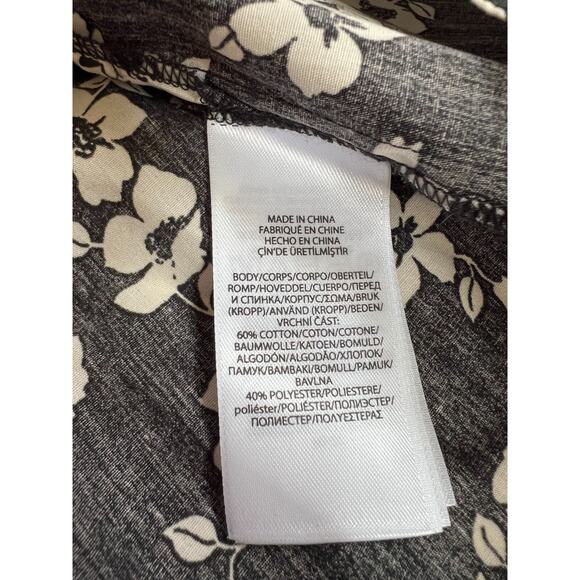 MADE IN CHINA
FABRIQUÉ EN CHINE
HECHO EN CHINA
ÇİN'DE ÜRETİLMİŞTİR
BODY/CORPS/CORPO/OBERTEIL/
ROMP/HOVEDDEL/CUERPO/ПЕРЕД
И СПИНКА/КОРПУС/ΣΩΜΑ/BRUK
(KROPP)/ANVÄND (KROPP)/BEDEN/
VRCHNÍ ČÁST:
60% COTTON/COTON/COTONE/
BAUMWOLLE/KATOEN/BOMULD/
ALGODÓN/ALGODÃO/ХЛОПОК/
ПАМУК/ΒΑΜΒΑΚΙ/BOMULL/PAMUK/
BAVLNA
40% POLYESTER/POLIESTERE/
poliéster/POLIÉSTER/ПОЛИЭСТЕР/
ПОЛИЕСТЕР/ΠΟΛΥΕΣΤΕΡΑΣ